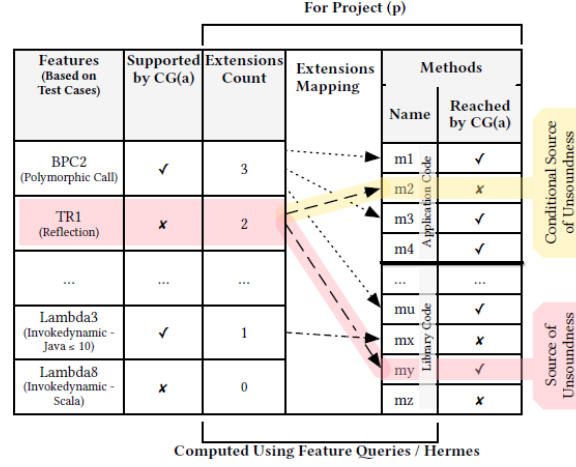 For Project (p)
Features
(Based on
Test Cases)
Supported
by CG(a)
Extensions
Count
Extensions
Mapping
Methods
Name
Reached
by CG(a)
BPC2
(Polymorphic Call)
✓
3
TR1
(Reflection)
✗
2
...
...
...
Lambda3
(Invokedynamic -
Java ≤ 10)
✓
1
Lambda8
(Invokedynamic -
Scala)
✗
0
m1
✓
m2
✗
m3
✓
m4
✓
...
...
mu
✓
mx
✗
my
✓
mz
✗
Application Code
Library Code
Conditional Source
of Unsoundness
Source of
Unsoundness
Computed Using Feature Queries / Hermes